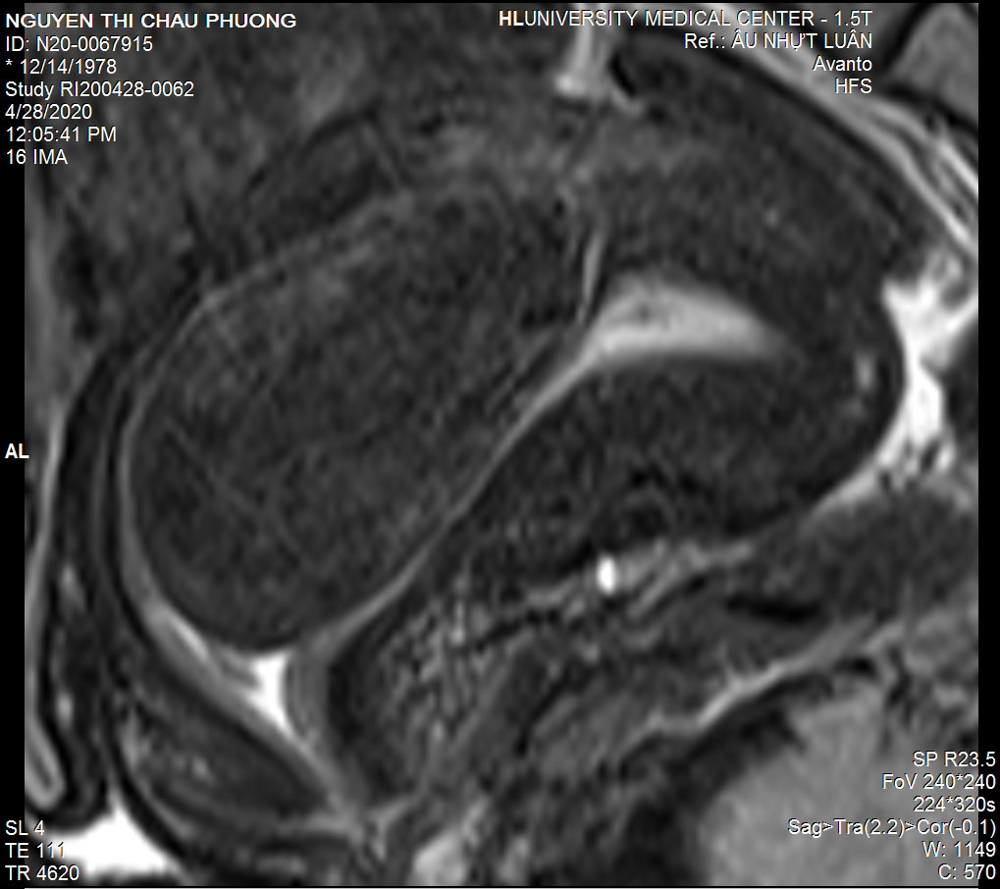 NGUYEN THI CHAU PHUONG
ID: N20-0067915
* 12/14/1978
Study RI200428-0062
4/28/2020
12:05:41 PM
16 IMA
HLUNIVERSITY MEDICAL CENTER - 1.5T
Ref.: ÂU NHỰT LUÂN
Avanto
HFS
AL
SP R23.5
FoV 240*240
224*320s
Sag>Tra(2.2)>Cor(-0.1)
W: 1149
C: 570
SL 4
TE 111
TR 4620